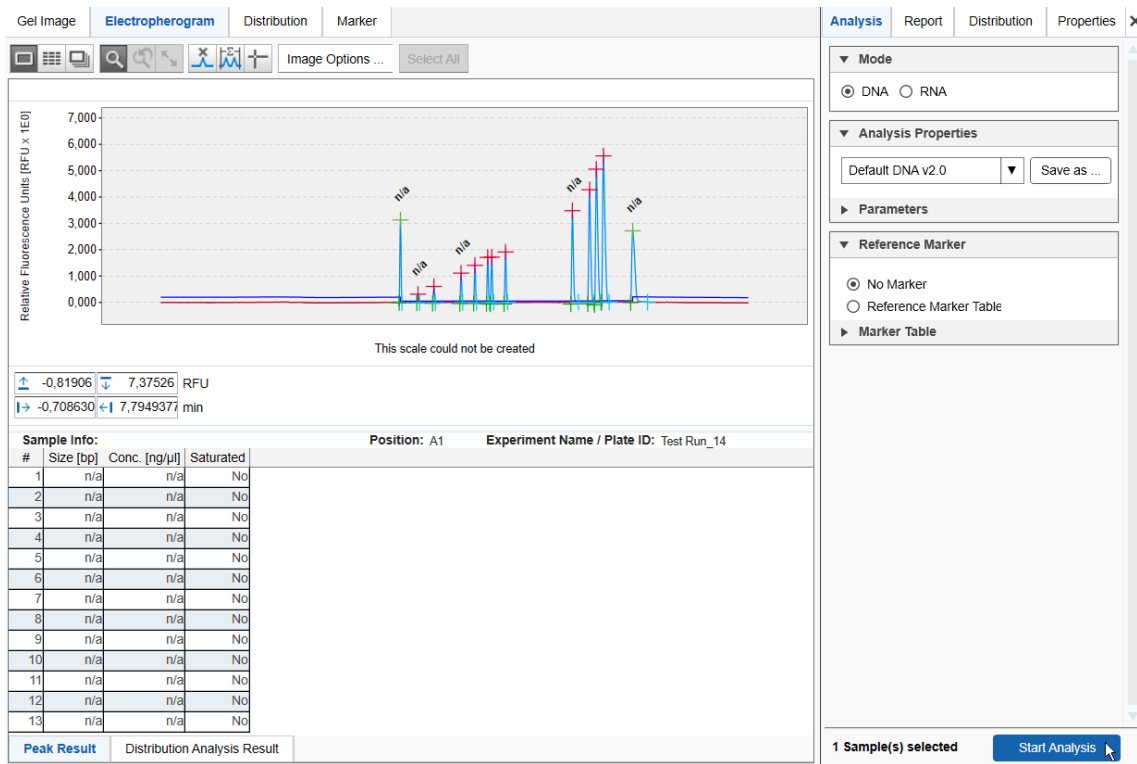 Gel Image Electropherogram Distribution Marker
Image Options ... Select All
Relative Fluorescence Units [RFU x 1E0]
7,000
6,000
5,000
4,000
3,000
2,000
1,000
0,000
n/a
n/a
n/a
n/a
n/a
This scale could not be created
-0,81906 7,37526 RFU
-0,708630 7,7949377 min
Sample Info: Position: A1 Experiment Name / Plate ID: Test Run_14
# Size [bp] Conc. [ng/µl] Saturated
1 n/a n/a No
2 n/a n/a No
3 n/a n/a No
4 n/a n/a No
5 n/a n/a No
6 n/a n/a No
7 n/a n/a No
8 n/a n/a No
9 n/a n/a No
10 n/a n/a No
11 n/a n/a No
12 n/a n/a No
13 n/a n/a No
Peak Result Distribution Analysis Result
Analysis Report Distribution Properties
Mode
DNA RNA
Analysis Properties
Default DNA v2.0 Save as ...
Parameters
Reference Marker
No Marker
Reference Marker Table
Marker Table
1 Sample(s) selected Start Analysis